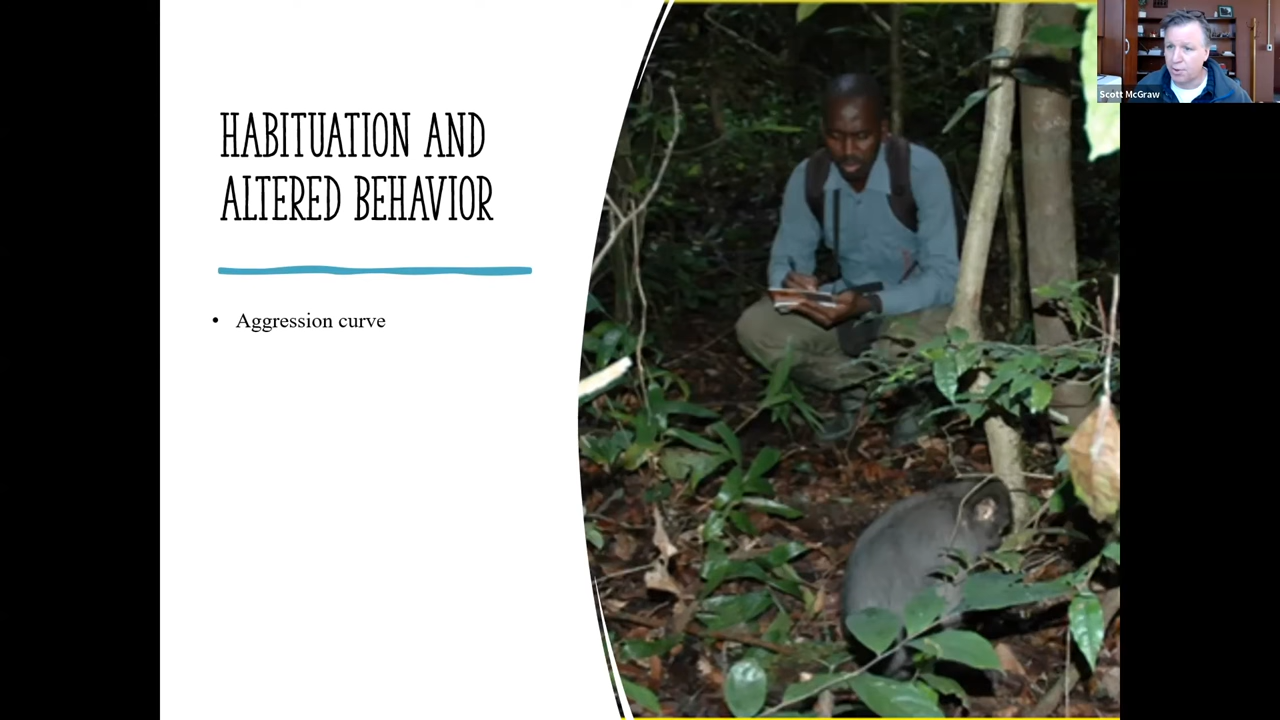 HABITUATION AND
ALTERED BEHAVIOR
• Aggression curve
Scott McGraw